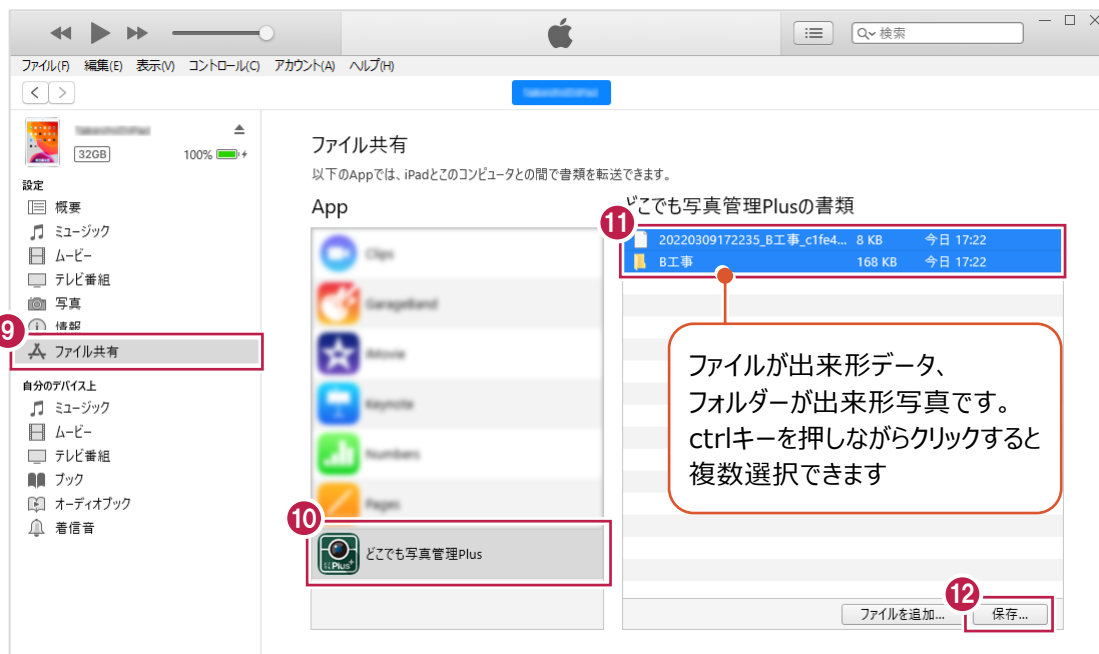 検索
ファイル(F) 編集(E) 表示(V) コントロール(C) アカウント(A) ヘルプ(H)
32GB 100%
設定
概要
ミュージック
ムービー
テレビ番組
写真
情報
9
ファイル共有
自分のデバイス上
ミュージック
ムービー
テレビ番組
ブック
オーディオブック
着信音
ファイル共有
以下のAppでは、iPadとこのコンピュータとの間で書類を転送できます。
App
Clips
GarageBand
iMovie
Keynote
Numbers
Pages
10
どこでも写真管理Plus
どこでも写真管理Plusの書類
11
20220309172235_B工事_c1fe4... 8 KB 今日 17:22
B工事 168 KB 今日 17:22
ファイルが出来形データ、
フォルダーが出来形写真です。
ctrlキーを押しながらクリックすると
複数選択できます
12
ファイルを追加... 保存...